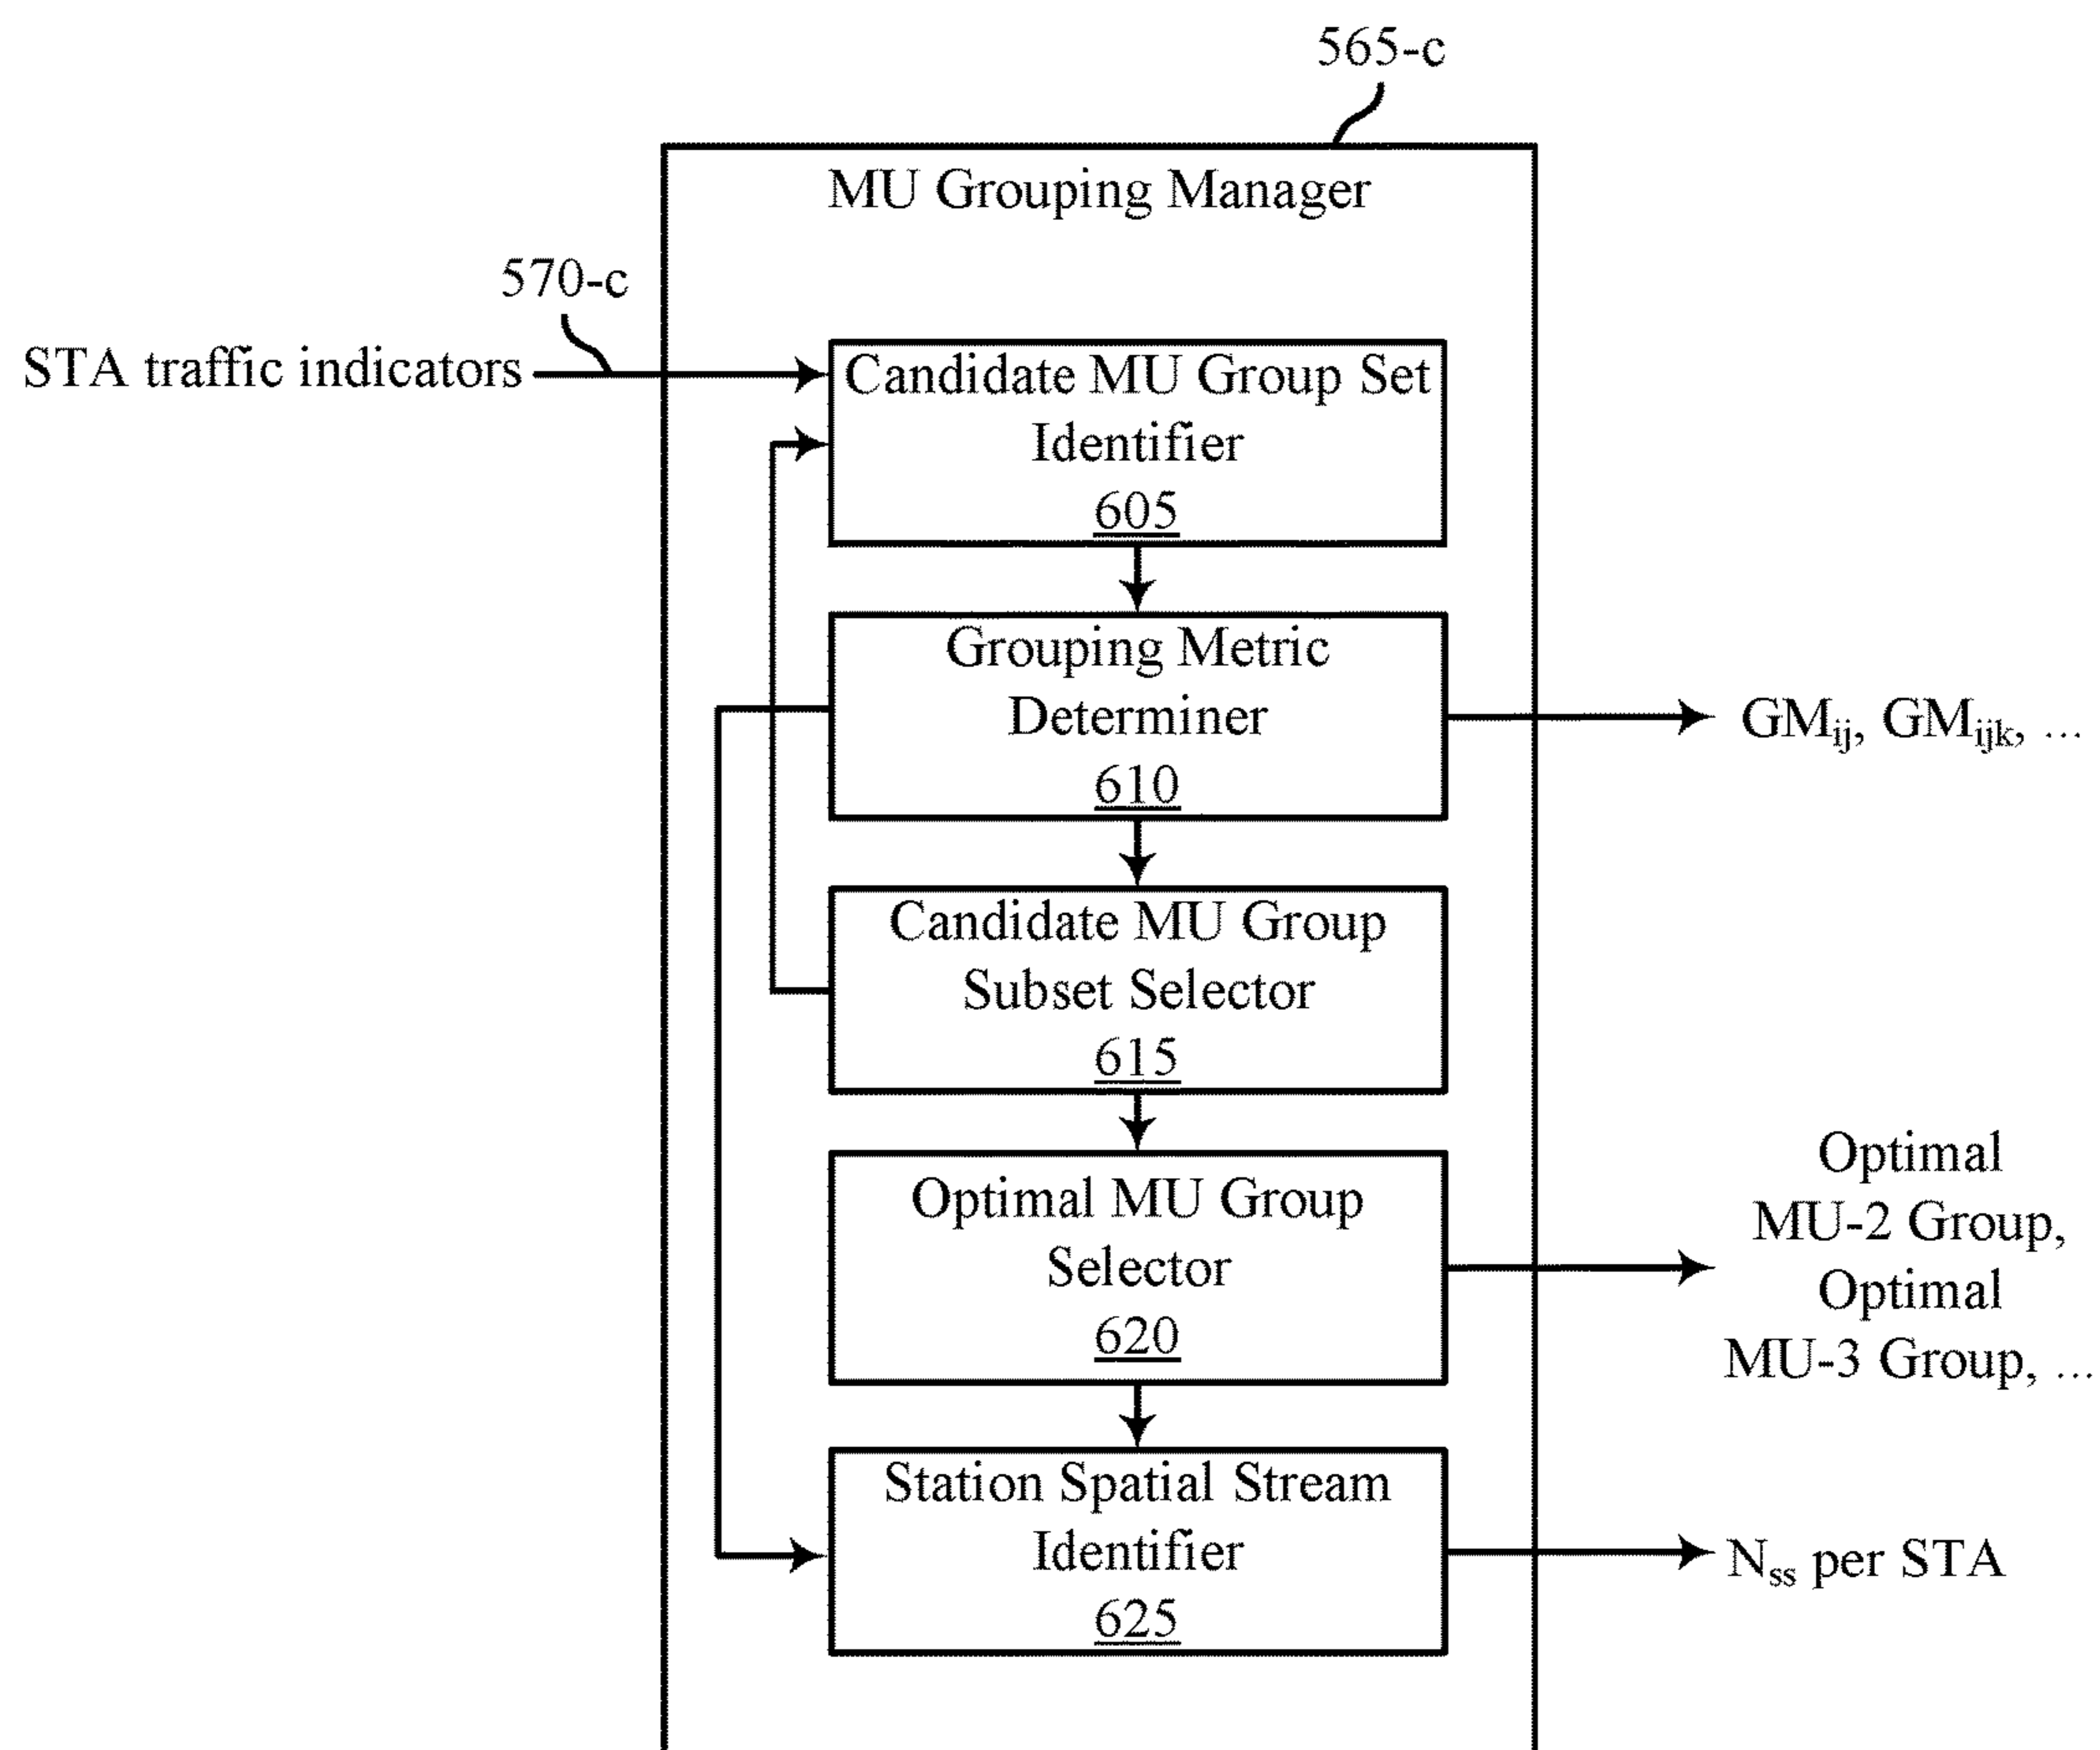 565-c
MU Grouping Manager
570-c
STA traffic indicators
Candidate MU Group Set
Identifier
605
Grouping Metric
Determiner
610
GMij, GMijk, ...
Candidate MU Group
Subset Selector
615
Optimal MU Group
Selector
620
Optimal
MU-2 Group,
Optimal
MU-3 Group, ...
Station Spatial Stream
Identifier
625
Nss per STA